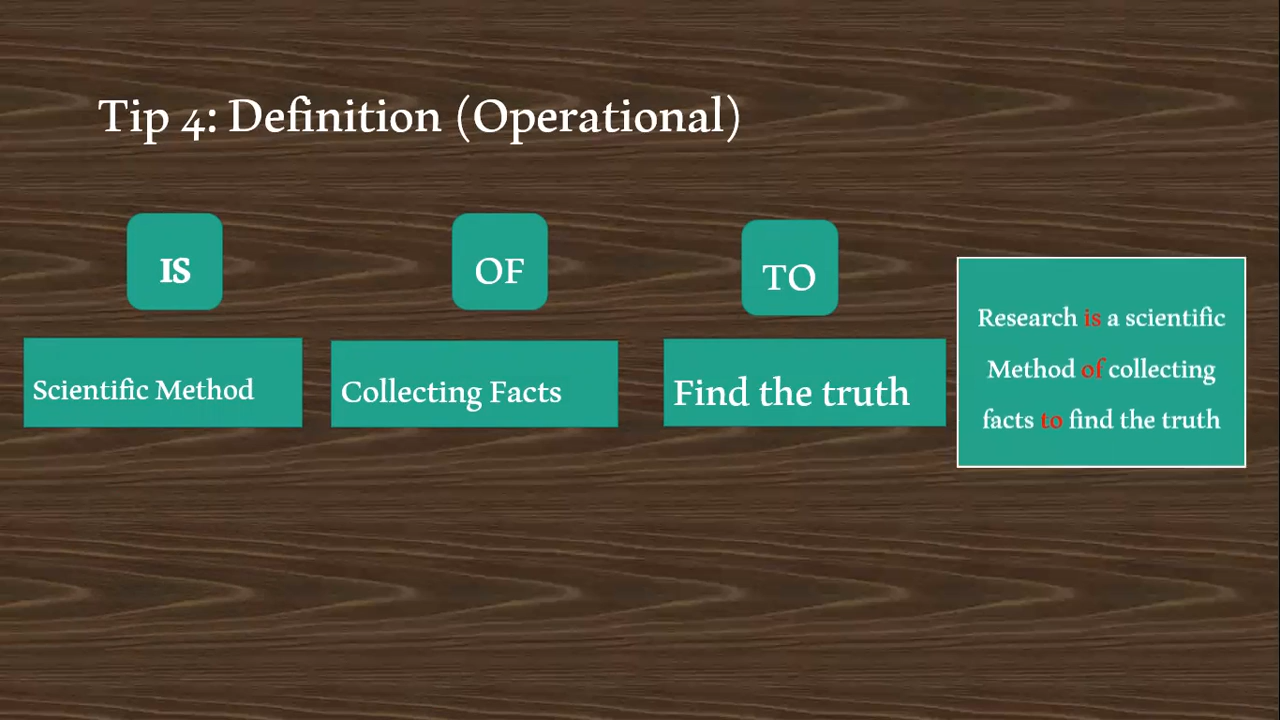 Tip 4: Definition (Operational)
IS
OF
TO
Scientific Method
Collecting Facts
Find the truth
Research is a scientific
Method of collecting
facts to find the truth